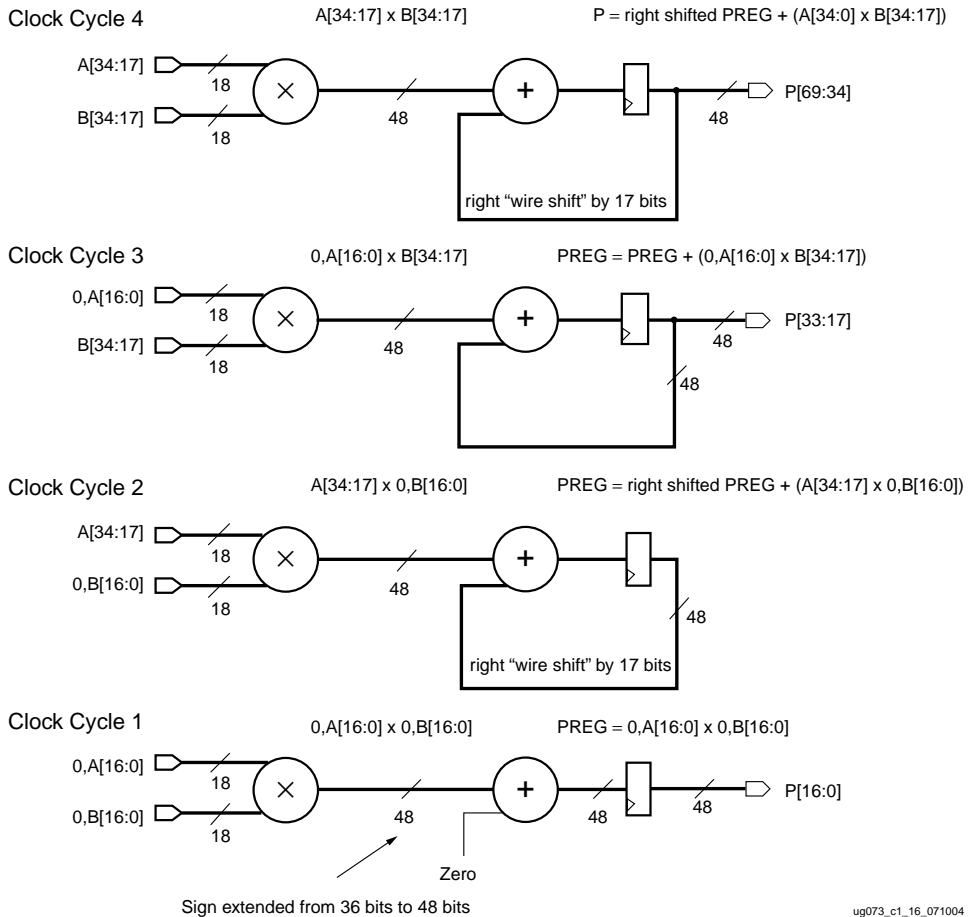 Clock Cycle 4
A[34:17] x B[34:17]
P = right shifted PREG + (A[34:0] x B[34:17])
A[34:17]
18
×
48
+
48
P[69:34]
B[34:17]
18
right “wire shift” by 17 bits
Clock Cycle 3
0,A[16:0] x B[34:17]
PREG = PREG + (0,A[16:0] x B[34:17])
0,A[16:0]
18
×
48
+
48
P[33:17]
B[34:17]
18
48
Clock Cycle 2
A[34:17] x 0,B[16:0]
PREG = right shifted PREG + (A[34:17] x 0,B[16:0])
A[34:17]
18
×
48
+
0,B[16:0]
18
48
right “wire shift” by 17 bits
Clock Cycle 1
0,A[16:0] x 0,B[16:0]
PREG = 0,A[16:0] x 0,B[16:0]
0,A[16:0]
18
×
48
+
48
48
P[16:0]
0,B[16:0]
18
Zero
Sign extended from 36 bits to 48 bits
ug073_c1_16_071004